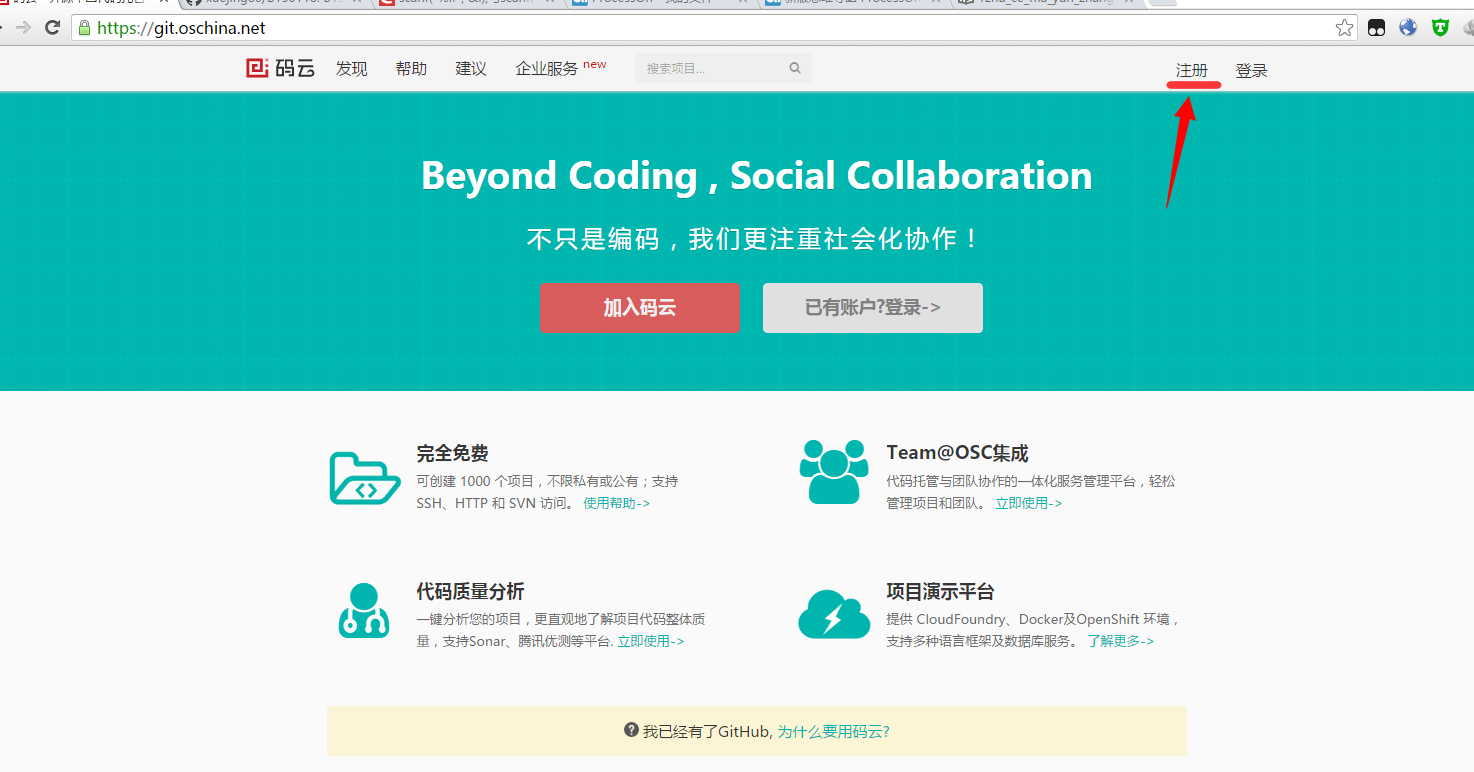 https://git.oschina.net
码云 发现 帮助 建议 企业服务 new 搜索项目... 注册 登录
Beyond Coding , Social Collaboration
不只是编码，我们更注重社会化协作！
加入码云 已有账户?登录->
完全免费
可创建 1000 个项目，不限私有或公有；支持
SSH、HTTP 和 SVN 访问。 使用帮助->
Team@OSC集成
代码托管与团队协作的一体化服务管理平台，轻松
管理项目和团队。 立即使用->
代码质量分析
一键分析您的项目，更直观地了解项目代码整体质
量，支持Sonar、腾讯优测等平台. 立即使用->
项目演示平台
提供 CloudFoundry、Docker及OpenShift 环境，
支持多种语言框架及数据库服务。 了解更多->
我已经有了GitHub, 为什么要用码云?